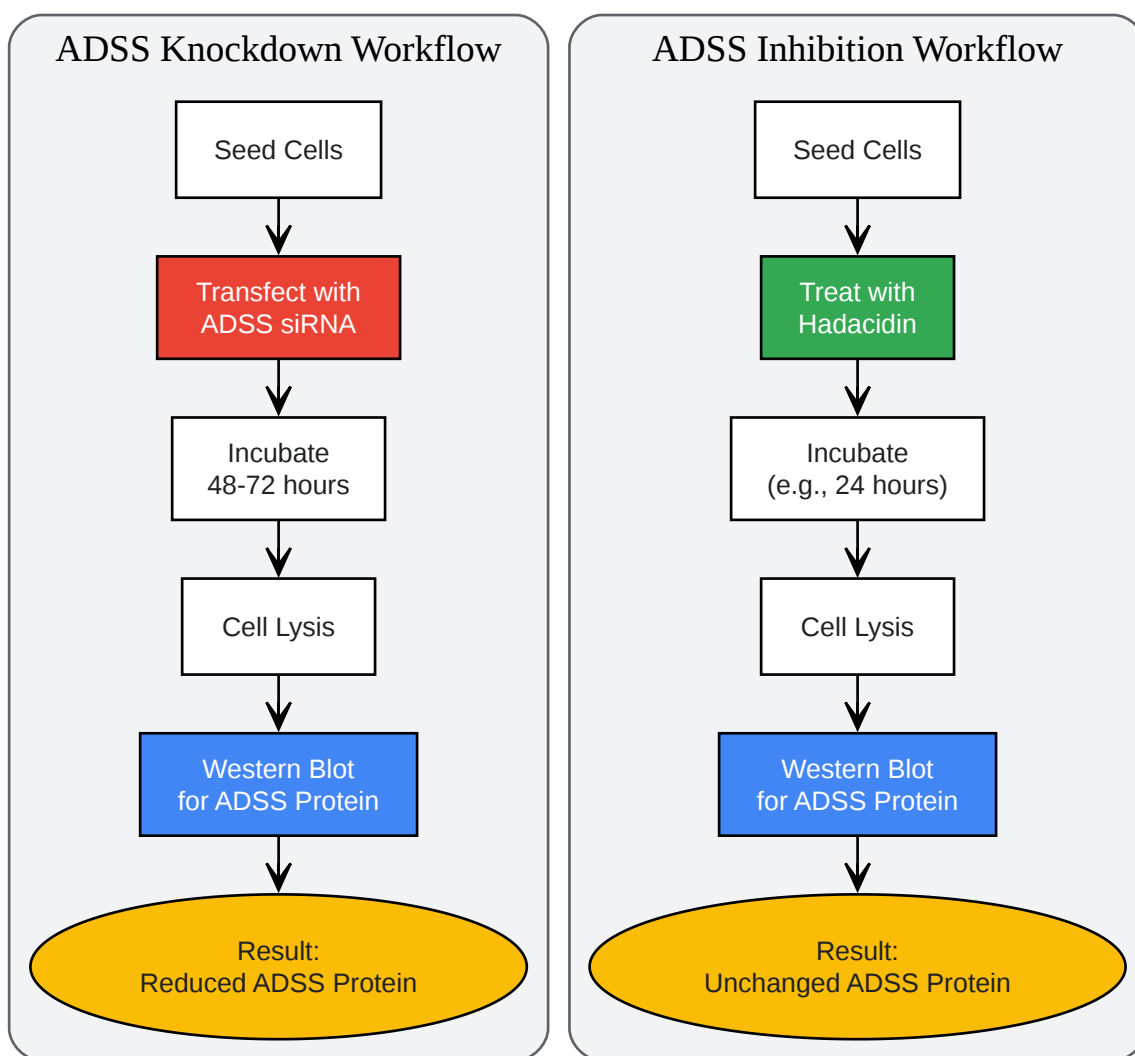 ADSS Knockdown Workflow
Seed Cells
Transfect with
ADSS siRNA
Incubate
48-72 hours
Cell Lysis
Western Blot
for ADSS Protein
Result:
Reduced ADSS Protein
ADSS Inhibition Workflow
Seed Cells
Treat with
Hadacidin
Incubate
(e.g., 24 hours)
Cell Lysis
Western Blot
for ADSS Protein
Result:
Unchanged ADSS Protein